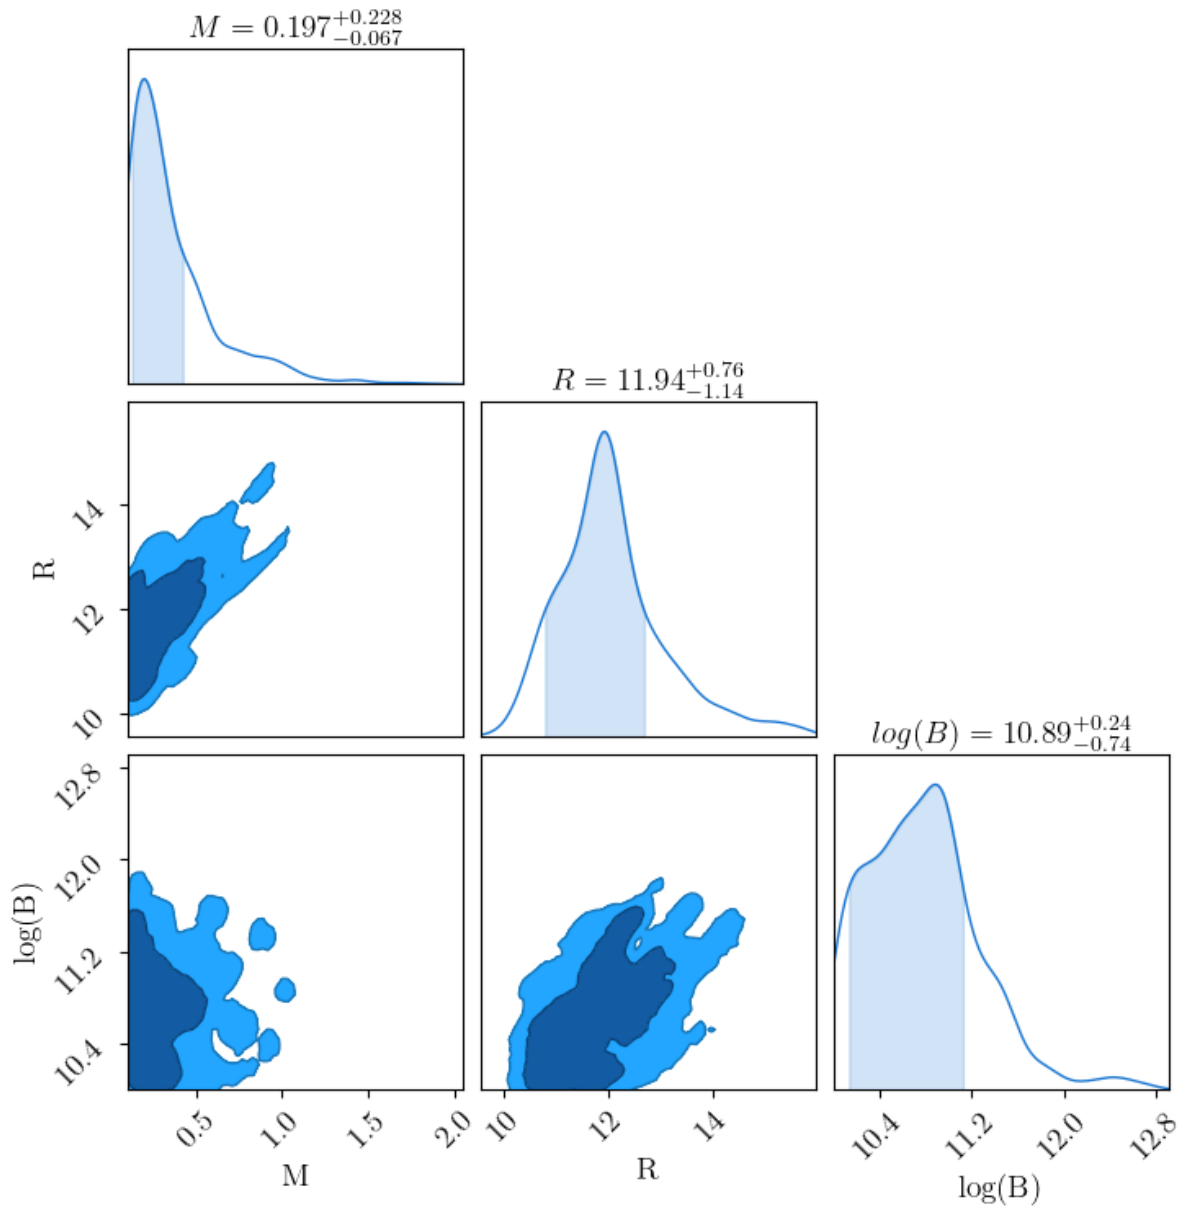 M = 0.197^{+0.228}_{-0.067}
R = 11.94^{+0.76}_{-1.14}
R
14
12
10
log(B) = 10.89^{+0.24}_{-0.74}
log(B)
12.8
12.0
11.2
10.4
0.5 1.0 1.5 2.0
M
10 12 14
R
10.4 11.2 12.0 12.8
log(B)